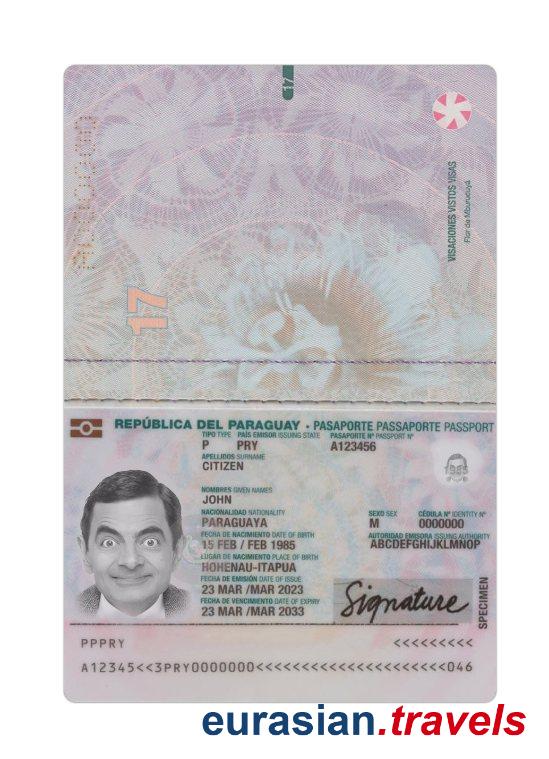 17
VISACIONES VISTOS VISAS
Flor de Mburucuyá
17
REPÚBLICA DEL PARAGUAY • PASAPORTE PASSAPORTE PASSPORT
TIPO TYPE PAÍS EMISOR ISSUING STATE PASAPORTE Nº PASSPORT Nº
P PRY A123456
APELLIDOS SURNAME
CITIZEN
NOMBRES GIVEN NAMES
JOHN
NACIONALIDAD NATIONALITY SEXO SEX CÉDULA Nº IDENTITY Nº
PARAGUAYA M 0000000
FECHA DE NACIMIENTO DATE OF BIRTH AUTORIDAD EMISORA ISSUING AUTHORITY
15 FEB / FEB 1985 ABCDEFGHIJKLMNOP
LUGAR DE NACIMIENTO PLACE OF BIRTH
HOHENAU-ITAPUA
FECHA DE EMISIÓN DATE OF ISSUE
23 MAR /MAR 2023
FECHA DE VENCIMIENTO DATE OF EXPIRY
23 MAR /MAR 2033
Signature
SPECIMEN
PPPRY <<<<<<<<<
A12345<<3PRY0000000<<<<<<<<<<<<<<<<<<<<<<046
eurasian.travels